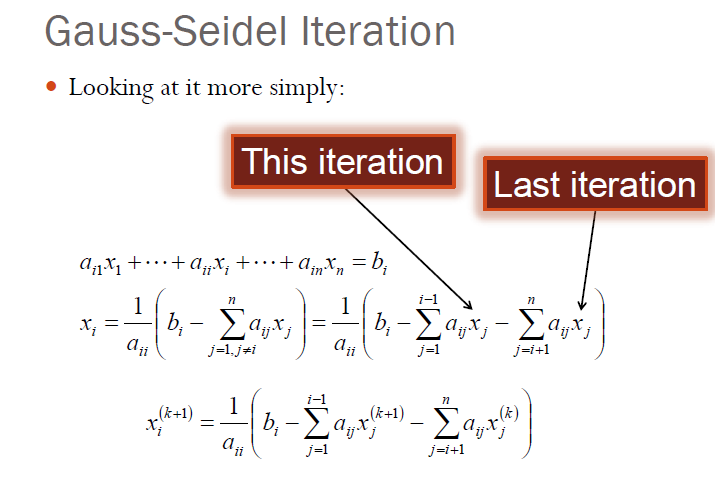 Gauss-Seidel Iteration
• Looking at it more simply:
This iteration
Last iteration
a_{i1}x_1 + ⋯ + a_{ii}x_i + ⋯ + a_{in}x_n = b_i
x_i = \frac{1}{a_{ii}} \left( b_i - \sum_{j=1, j≠i}^{n} a_{ij}x_j \right) = \frac{1}{a_{ii}} \left( b_i - \sum_{j=1}^{i-1} a_{ij}x_j - \sum_{j=i+1}^{n} a_{ij}x_j \right)
x_i^{(k+1)} = \frac{1}{a_{ii}} \left( b_i - \sum_{j=1}^{i-1} a_{ij}x_j^{(k+1)} - \sum_{j=i+1}^{n} a_{ij}x_j^{(k)} \right)